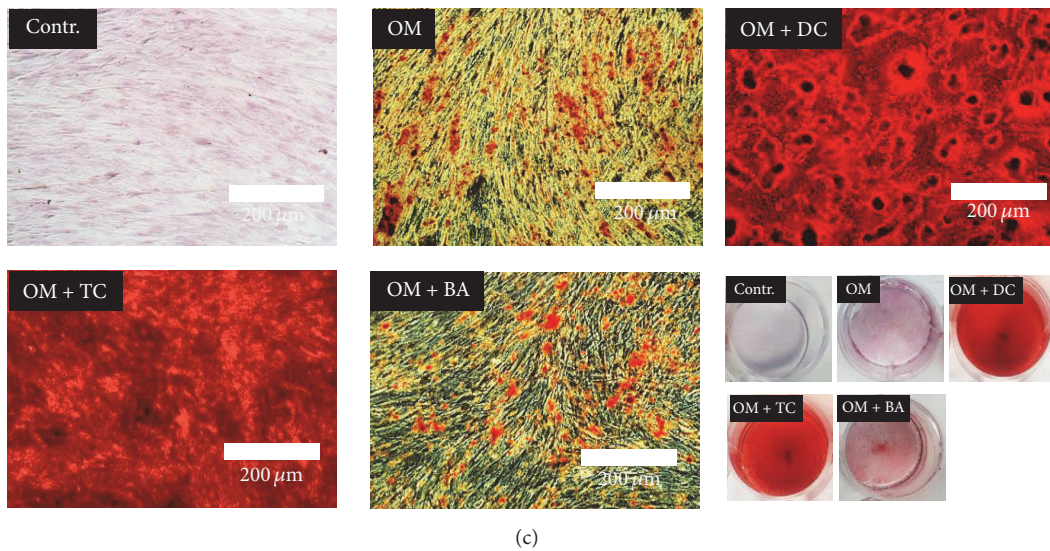 Contr.
200 μm
OM
200 μm
OM + DC
200 μm
OM + TC
200 μm
OM + BA
200 μm
Contr.
OM
OM + DC
OM + TC
OM + BA
(c)